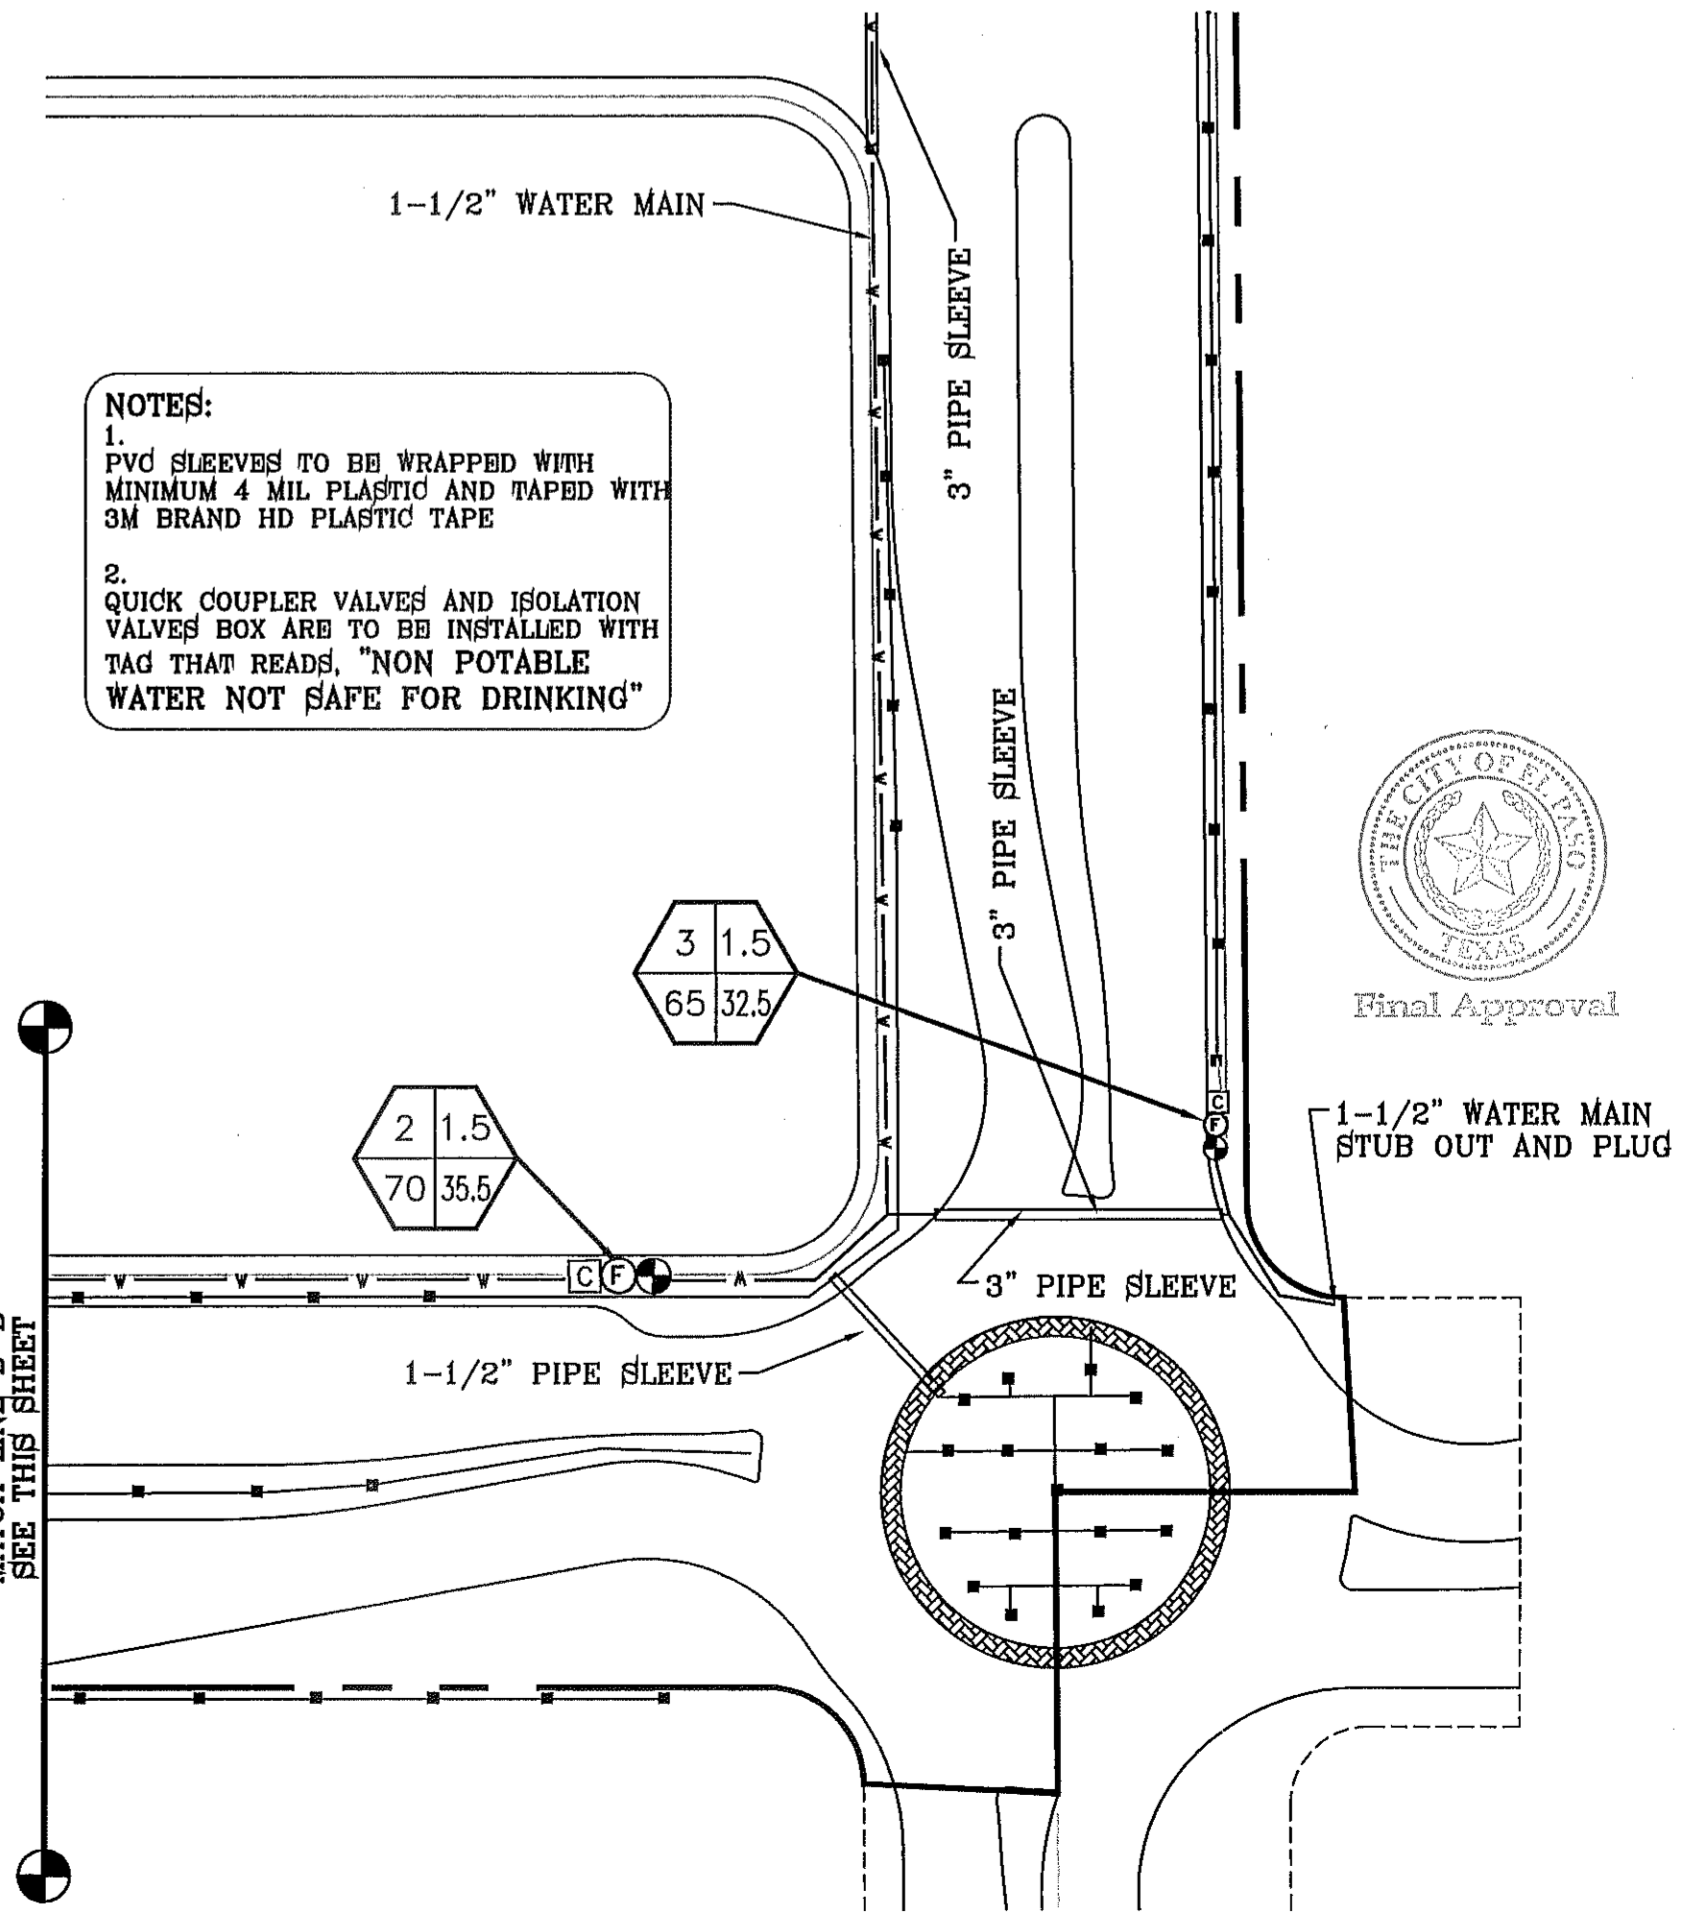 1-1/2" WATER MAIN
3" PIPE SLEEVE
NOTES:
1.
PVC SLEEVES TO BE WRAPPED WITH
MINIMUM 4 MIL PLASTIC AND TAPED WITH
3M BRAND HD PLASTIC TAPE
2.
QUICK COUPLER VALVES AND ISOLATION
VALVES BOX ARE TO BE INSTALLED WITH
TAG THAT READS, "NON POTABLE
WATER NOT SAFE FOR DRINKING"
3" PIPE SLEEVE
THE CITY OF EL PASO
TEXAS
Final Approval
3 1.5
65 32.5
2 1.5
70 35.5
C
F
1-1/2" WATER MAIN
STUB OUT AND PLUG
W W W W C F W
3" PIPE SLEEVE
1-1/2" PIPE SLEEVE
SEE THIS SHEET